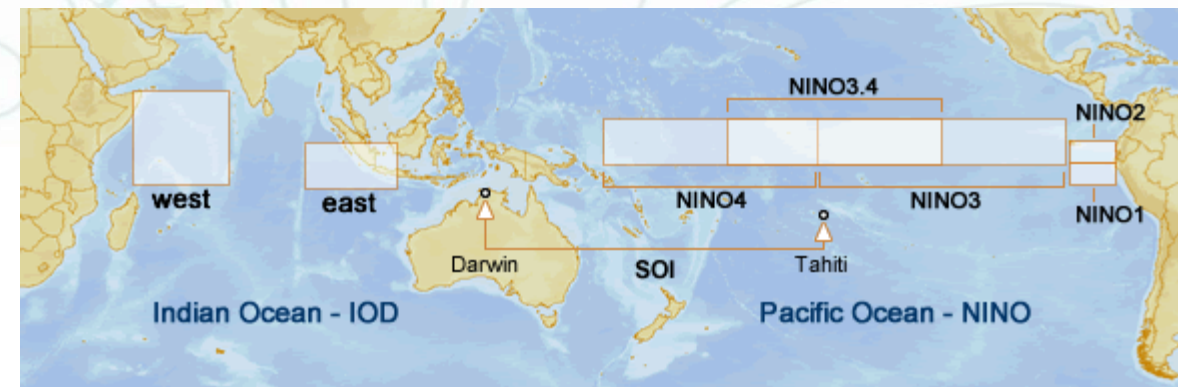 NINO3.4
NINO2
west
east
NINO4
NINO3
NINO1
Darwin
SOI
Tahiti
Indian Ocean - IOD
Pacific Ocean - NINO